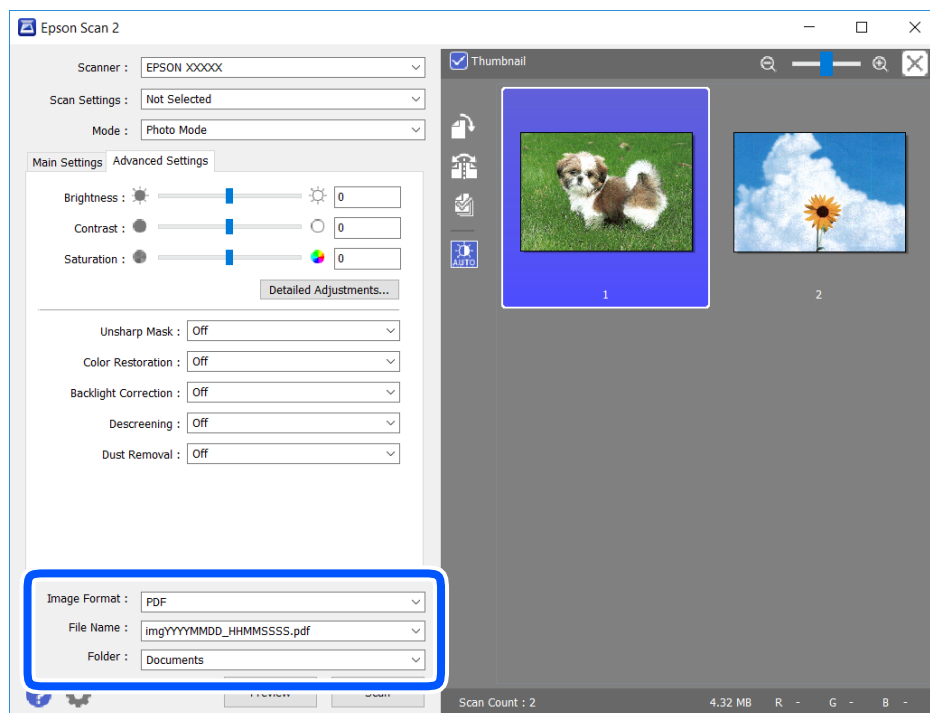 Epson Scan 2
Scanner : EPSON XXXXX
Scan Settings : Not Selected
Mode : Photo Mode
Main Settings Advanced Settings
Brightness : 0
Contrast : 0
Saturation : 0
Detailed Adjustments...
Unsharp Mask : Off
Color Restoration : Off
Backlight Correction : Off
Descreening : Off
Dust Removal : Off
Image Format : PDF
File Name : imgYYYYMMDD_HHMMSSSS.pdf
Folder : Documents
Preview Scan
Thumbnail
AUTO
1
2
Scan Count : 2 4.32 MB R - G - B -